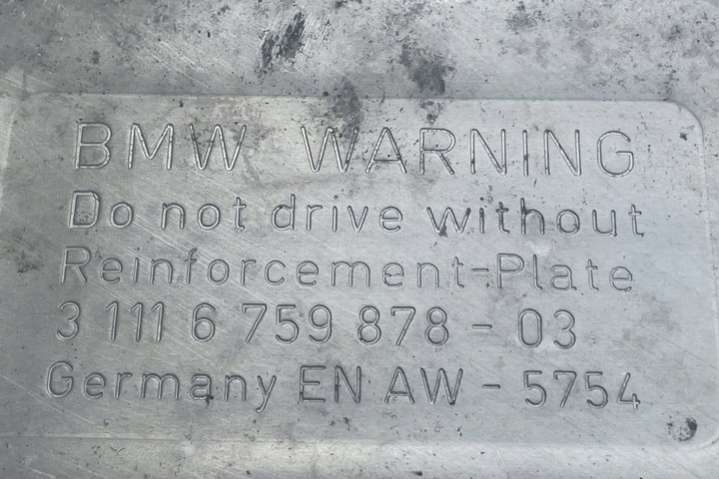 BMW WARNING
Do not drive without
Reinforcement-Plate
3 111 6 759 878 - 03
Germany EN AW - 5754